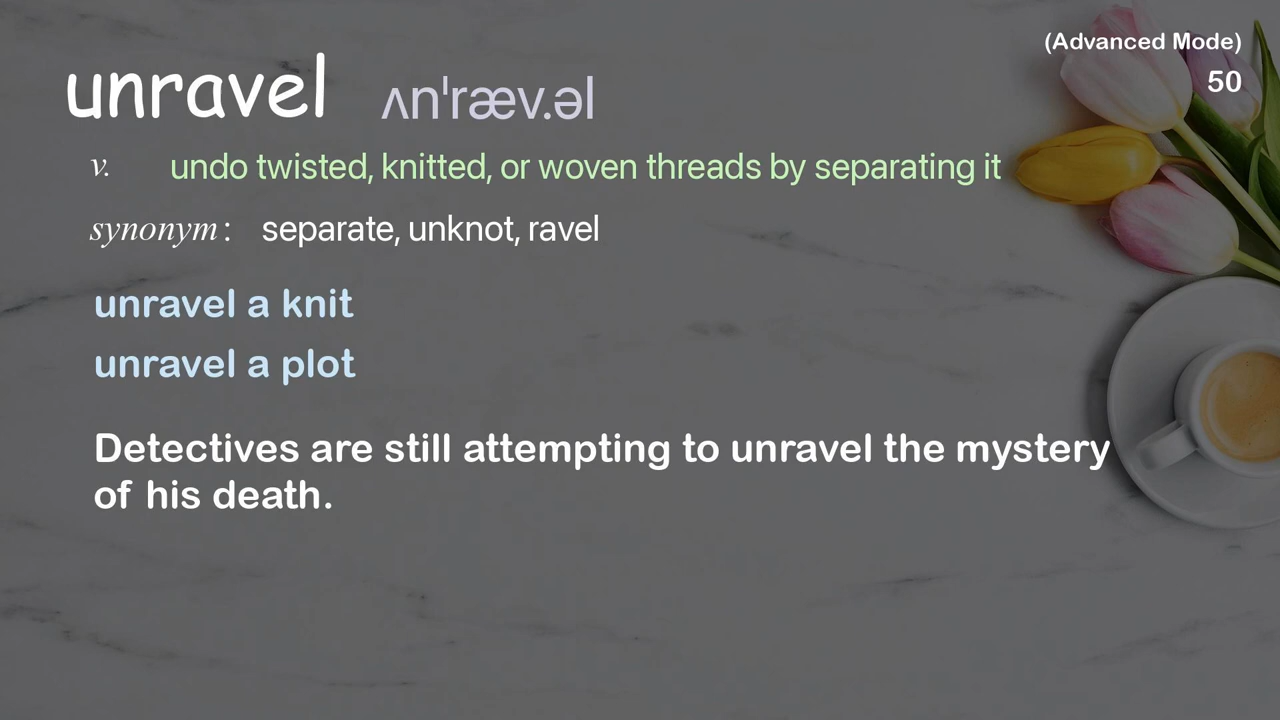 (Advanced Mode)
50
unravel ʌnˈræv.əl
v. undo twisted, knitted, or woven threads by separating it
synonym : separate, unknot, ravel
unravel a knit
unravel a plot
Detectives are still attempting to unravel the mystery
of his death.